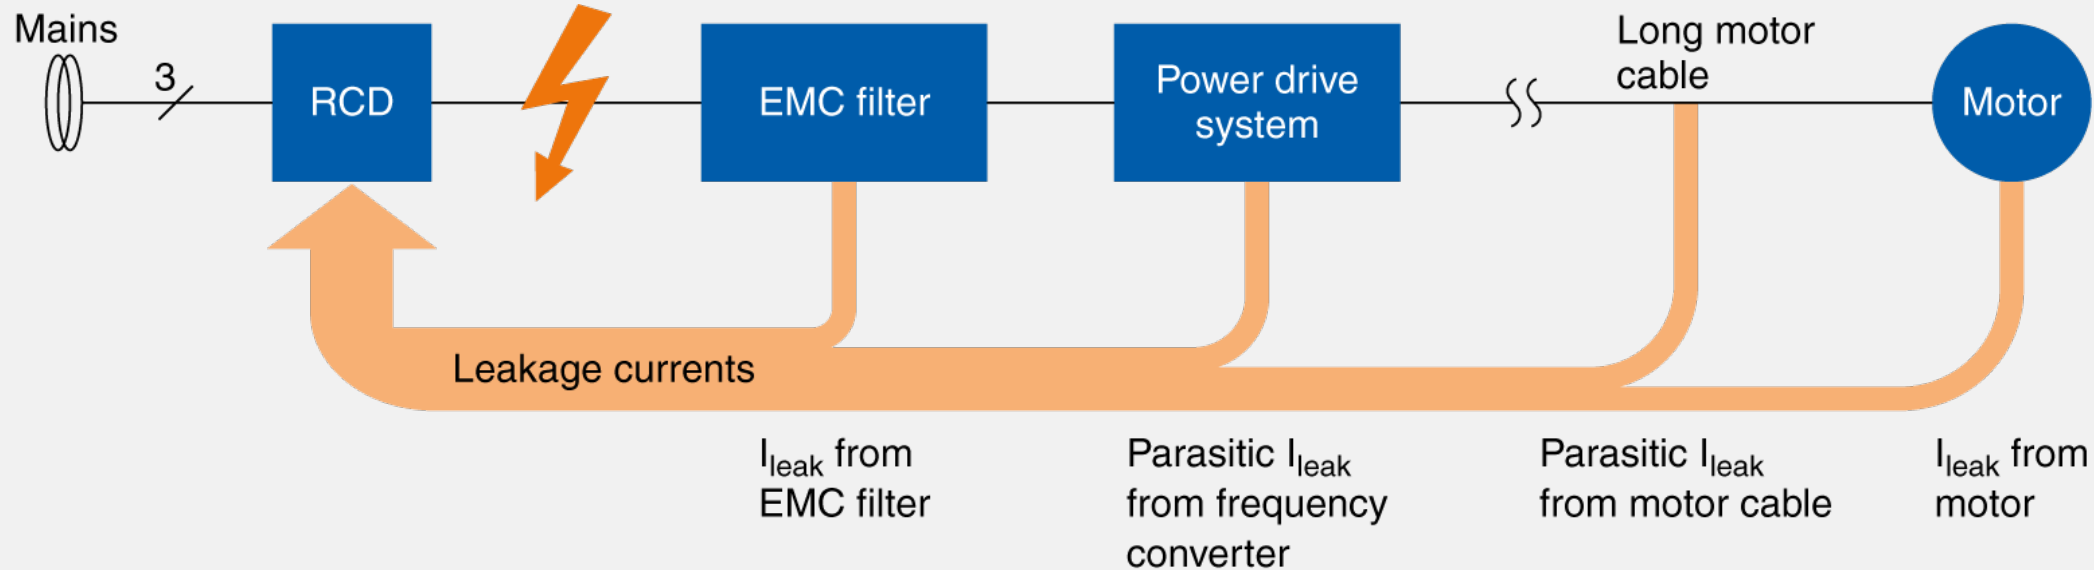 Mains
3
RCD
EMC filter
Power drive
system
Long motor
cable
Motor
Leakage currents
Ileak from
EMC filter
Parasitic Ileak
from frequency
converter
Parasitic Ileak
from motor cable
Ileak from
motor